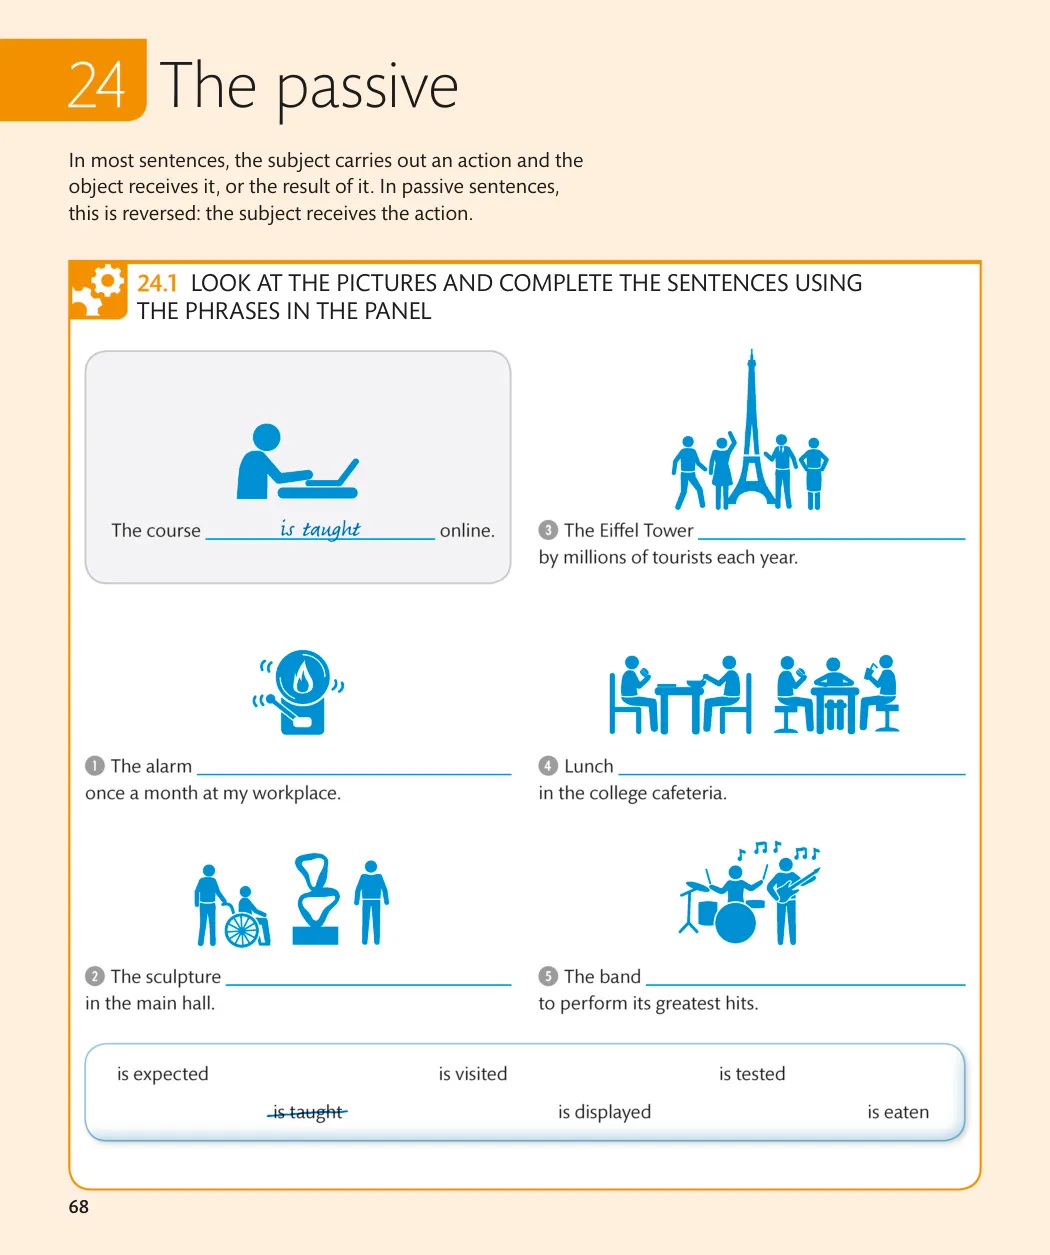 24 The passive
In most sentences, the subject carries out an action and the
object receives it, or the result of it. In passive sentences,
this is reversed: the subject receives the action.
24.1 LOOK AT THE PICTURES AND COMPLETE THE SENTENCES USING
THE PHRASES IN THE PANEL
The course is taught online.
1 The alarm
once a month at my workplace.
2 The sculpture
in the main hall.
3 The Eiffel Tower
by millions of tourists each year.
4 Lunch
in the college cafeteria.
5 The band
to perform its greatest hits.
is expected is visited is tested
is taught is displayed is eaten
68